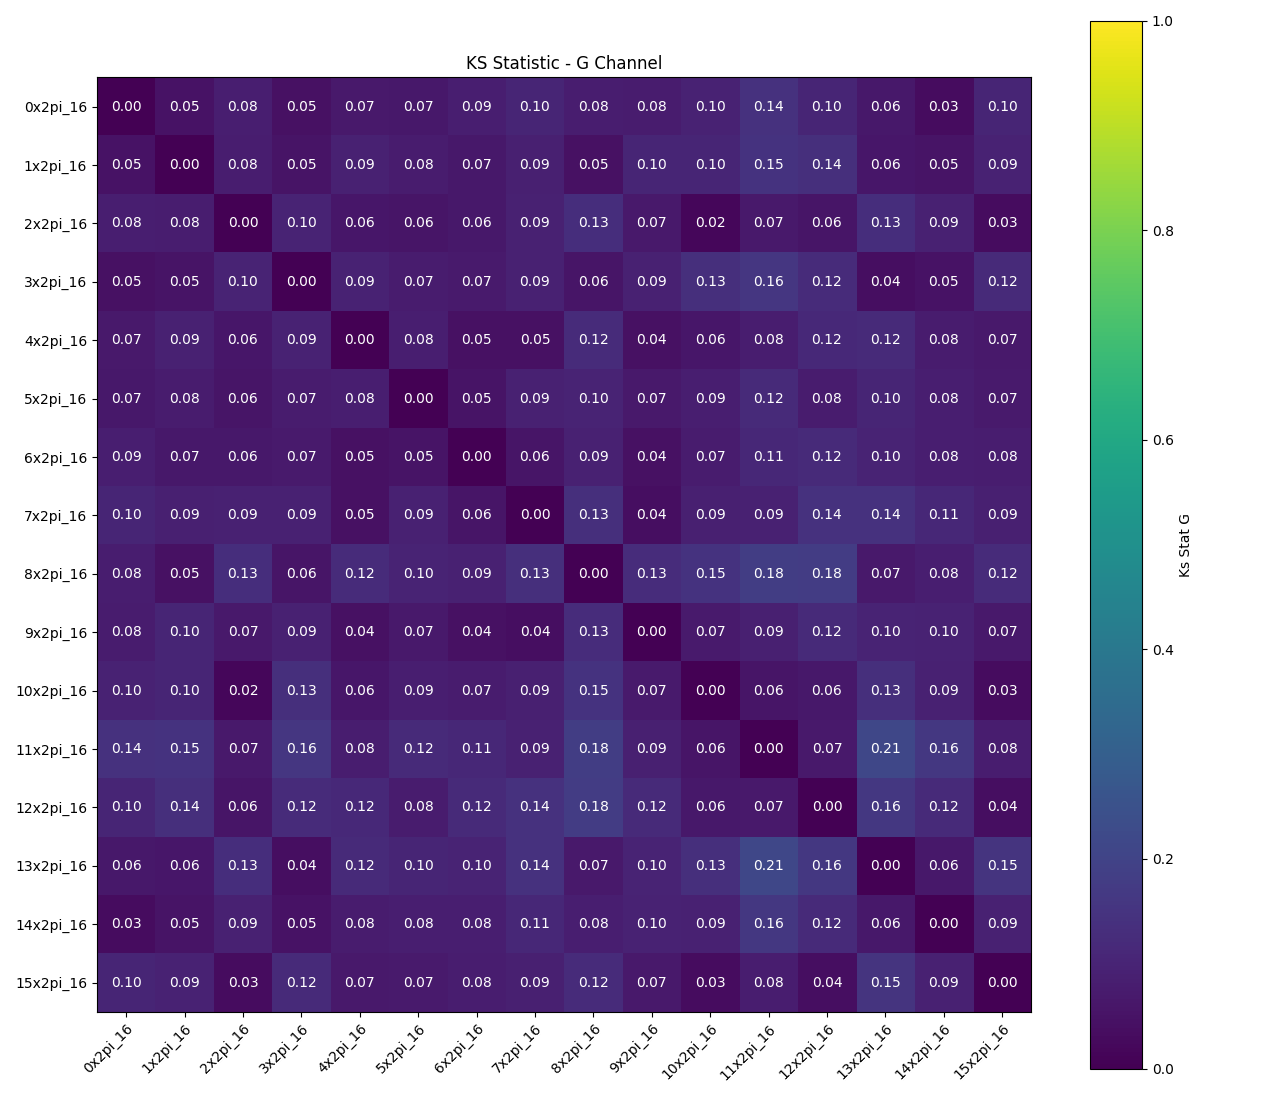 KS Statistic - G Channel
0x2pi_16 0.00 0.05 0.08 0.05 0.07 0.07 0.09 0.10 0.08 0.08 0.10 0.14 0.10 0.06 0.03 0.10
1x2pi_16 0.05 0.00 0.08 0.05 0.09 0.08 0.07 0.09 0.05 0.10 0.10 0.15 0.14 0.06 0.05 0.09
2x2pi_16 0.08 0.08 0.00 0.10 0.06 0.06 0.06 0.09 0.13 0.07 0.02 0.07 0.06 0.13 0.09 0.03
3x2pi_16 0.05 0.05 0.10 0.00 0.09 0.07 0.07 0.09 0.06 0.09 0.13 0.16 0.12 0.04 0.05 0.12
4x2pi_16 0.07 0.09 0.06 0.09 0.00 0.08 0.05 0.05 0.12 0.04 0.06 0.08 0.12 0.12 0.08 0.07
5x2pi_16 0.07 0.08 0.06 0.07 0.08 0.00 0.05 0.09 0.10 0.07 0.09 0.12 0.08 0.10 0.08 0.07
6x2pi_16 0.09 0.07 0.06 0.07 0.05 0.05 0.00 0.06 0.09 0.04 0.07 0.11 0.12 0.10 0.08 0.08
7x2pi_16 0.10 0.09 0.09 0.09 0.05 0.09 0.06 0.00 0.13 0.04 0.09 0.09 0.14 0.14 0.11 0.09
8x2pi_16 0.08 0.05 0.13 0.06 0.12 0.10 0.09 0.13 0.00 0.13 0.15 0.18 0.18 0.07 0.08 0.12
9x2pi_16 0.08 0.10 0.07 0.09 0.04 0.07 0.04 0.04 0.13 0.00 0.07 0.09 0.12 0.10 0.10 0.07
10x2pi_16 0.10 0.10 0.02 0.13 0.06 0.09 0.07 0.09 0.15 0.07 0.00 0.06 0.06 0.13 0.09 0.03
11x2pi_16 0.14 0.15 0.07 0.16 0.08 0.12 0.11 0.09 0.18 0.09 0.06 0.00 0.07 0.21 0.16 0.08
12x2pi_16 0.10 0.14 0.06 0.12 0.12 0.08 0.12 0.14 0.18 0.12 0.06 0.07 0.00 0.16 0.12 0.04
13x2pi_16 0.06 0.06 0.13 0.04 0.12 0.10 0.10 0.14 0.07 0.10 0.13 0.21 0.16 0.00 0.06 0.15
14x2pi_16 0.03 0.05 0.09 0.05 0.08 0.08 0.08 0.11 0.08 0.10 0.09 0.16 0.12 0.06 0.00 0.09
15x2pi_16 0.10 0.09 0.03 0.12 0.07 0.07 0.08 0.09 0.12 0.07 0.03 0.08 0.04 0.15 0.09 0.00
0x2pi_16 1x2pi_16 2x2pi_16 3x2pi_16 4x2pi_16 5x2pi_16 6x2pi_16 7x2pi_16 8x2pi_16 9x2pi_16 10x2pi_16 11x2pi_16 12x2pi_16 13x2pi_16 14x2pi_16 15x2pi_16
1.0
0.8
0.6
0.4
0.2
0.0
Ks Stat G